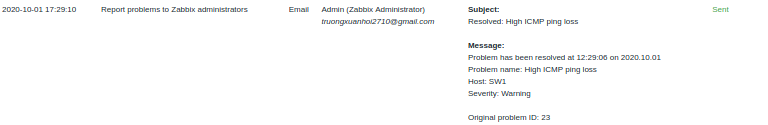 2020-10-01 17:29:10 Report problems to Zabbix administrators Email Admin (Zabbix Administrator) Subject: Sent
truongxuanhoi2710@gmail.com Resolved: High ICMP ping loss
Message:
Problem has been resolved at 12:29:06 on 2020.10.01
Problem name: High ICMP ping loss
Host: SW1
Severity: Warning
Original problem ID: 23